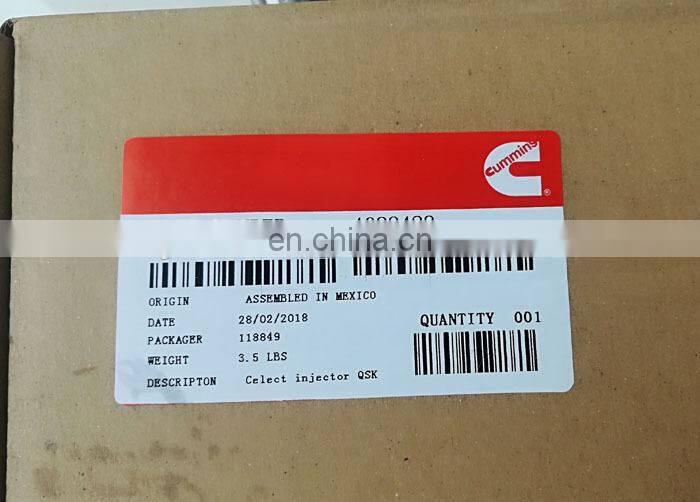 Cummins
®
en.china.cn
ORIGIN ASSEMBLED IN MEXICO
DATE 28/02/2018
PACKAGER 118849
WEIGHT 3.5 LBS
DESCRIPTON Celect injector QSK
QUANTITY 001